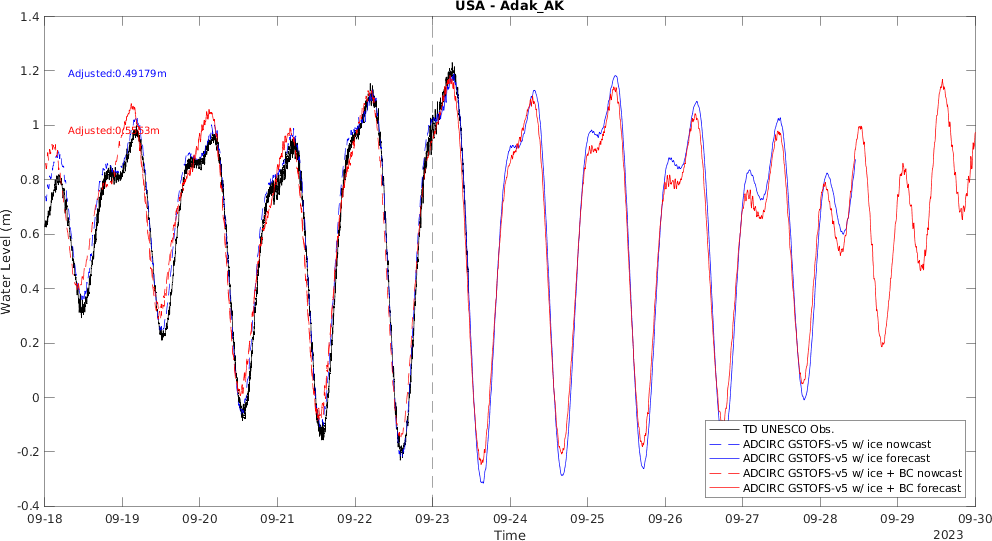 USA - Adak_AK
1.4
1.2
1
0.8
0.6
0.4
0.2
0
-0.2
-0.4
Water Level (m)
Adjusted:0.49179m
TD UNESCO Obs.
ADCIRC GSTOFS-v5 w/ ice nowcast
ADCIRC GSTOFS-v5 w/ ice forecast
ADCIRC GSTOFS-v5 w/ ice + BC nowcast
ADCIRC GSTOFS-v5 w/ ice + BC forecast
09-18 09-19 09-20 09-21 09-22 09-23 09-24 09-25 09-26 09-27 09-28 09-29 09-30
Time
2023